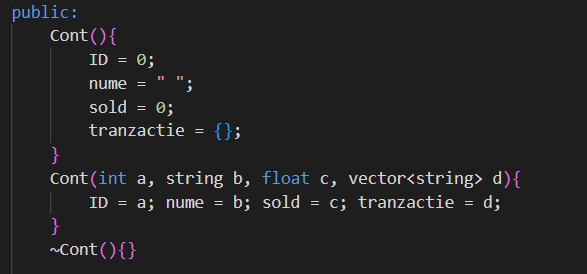 public:
    Cont(){
        ID = 0;
        nume = " ";
        sold = 0;
        tranzactie = {};
    }
    Cont(int a, string b, float c, vector<string> d){
        ID = a; nume = b; sold = c; tranzactie = d;
    }
    ~Cont(){}